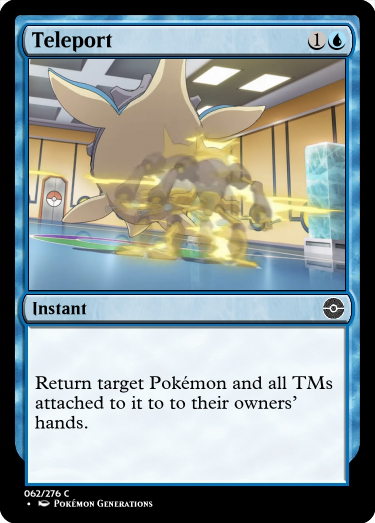 Teleport 1
Instant
Return target Pokémon and all TMs
attached to it to to their owners'
hands.
062/276 C
• Pokémon Generations